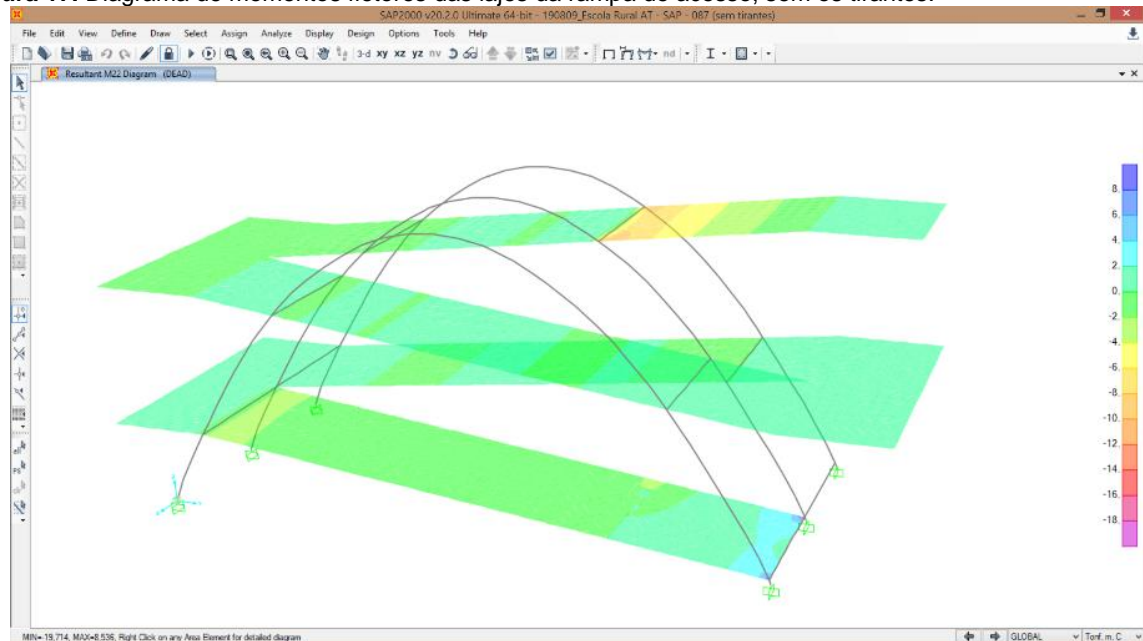 Diagrama de momentos fletores das lajes da rampa de acesso, sem os tirantes.
SAP2000 v20.2.0 Ultimate 64-bit - 190809_Escola Rural AT - SAP - 087 (sem tirantes)
File Edit View Define Draw Select Assign Analyze Display Design Options Tools Help
3-d xy xz yz nv nd
Resultant M22 Diagram (DEAD)
8.
6.
4.
2.
0.
-2.
-4.
-6.
-8.
-10.
-12.
-14.
-16.
-18.
all
PS
clr
MIN=-19,714, MAX=8,536, Right Click on any Area Element for detailed diagram
GLOBAL Tonf, m, C